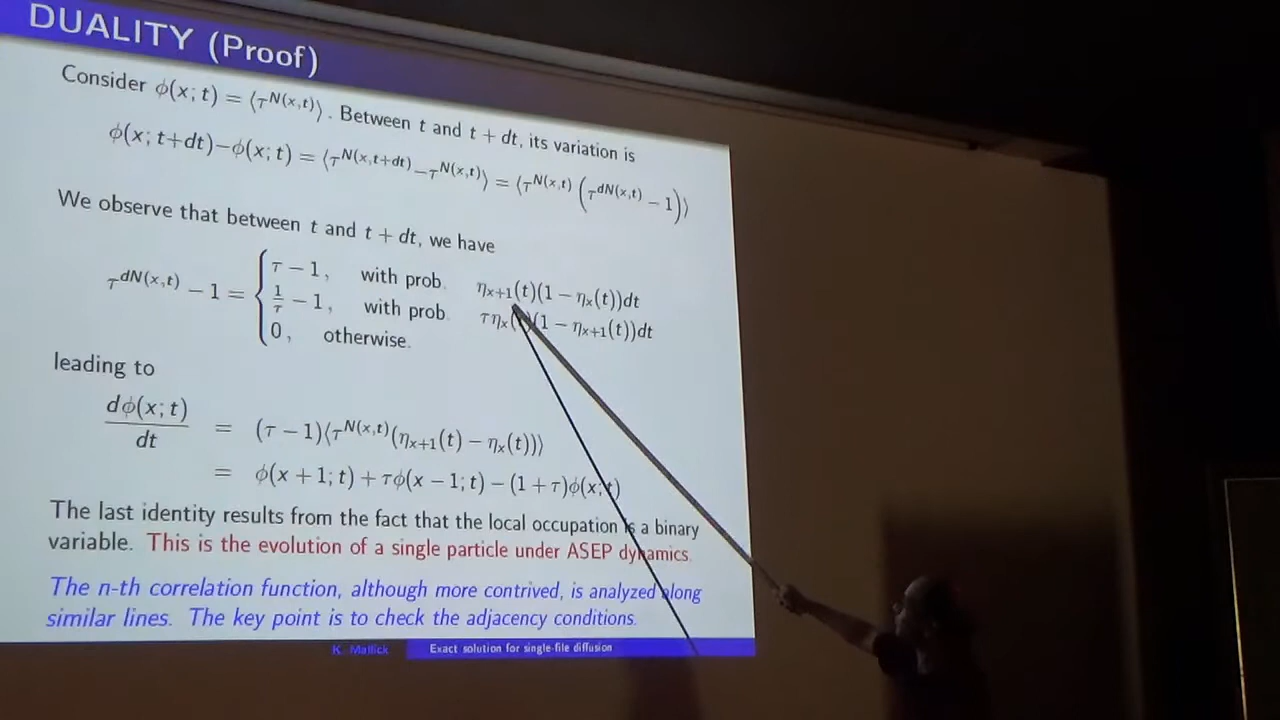 DUALITY (Proof)
Consider ϕ(x; t) = ⟨τ^{N(x,t)}⟩ . Between t and t + dt, its variation is
ϕ(x; t+dt)−ϕ(x; t) = ⟨τ^{N(x,t+dt)} −τ^{N(x,t)}⟩ = ⟨τ^{N(x,t)} (τ^{dN(x,t)} − 1)⟩
We observe that between t and t + dt, we have
τ^{dN(x,t)} − 1 = { τ − 1, with prob. η_{x+1}(t)(1 − η_x(t))dt
1/τ − 1, with prob. τη_x(t)(1 − η_{x+1}(t))dt
0, otherwise.
leading to
dϕ(x; t)/dt = (τ − 1)⟨τ^{N(x,t)}(η_{x+1}(t) − η_x(t))⟩
= ϕ(x + 1; t) + τϕ(x − 1; t) − (1 + τ)ϕ(x; t)
The last identity results from the fact that the local occupation is a binary
variable. This is the evolution of a single particle under ASEP dynamics.
The n-th correlation function, although more contrived, is analyzed along
similar lines. The key point is to check the adjacency conditions.
K. Mallick Exact solution for single-file diffusion